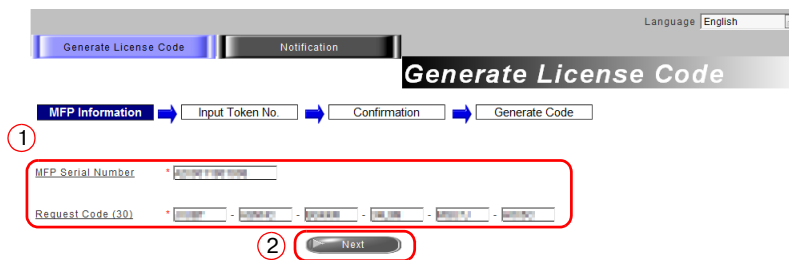 Language English
Generate License Code Notification
Generate License Code
MFP Information Input Token No. Confirmation Generate Code
1
MFP Serial Number *
Request Code (30) * - - - - -
2 Next